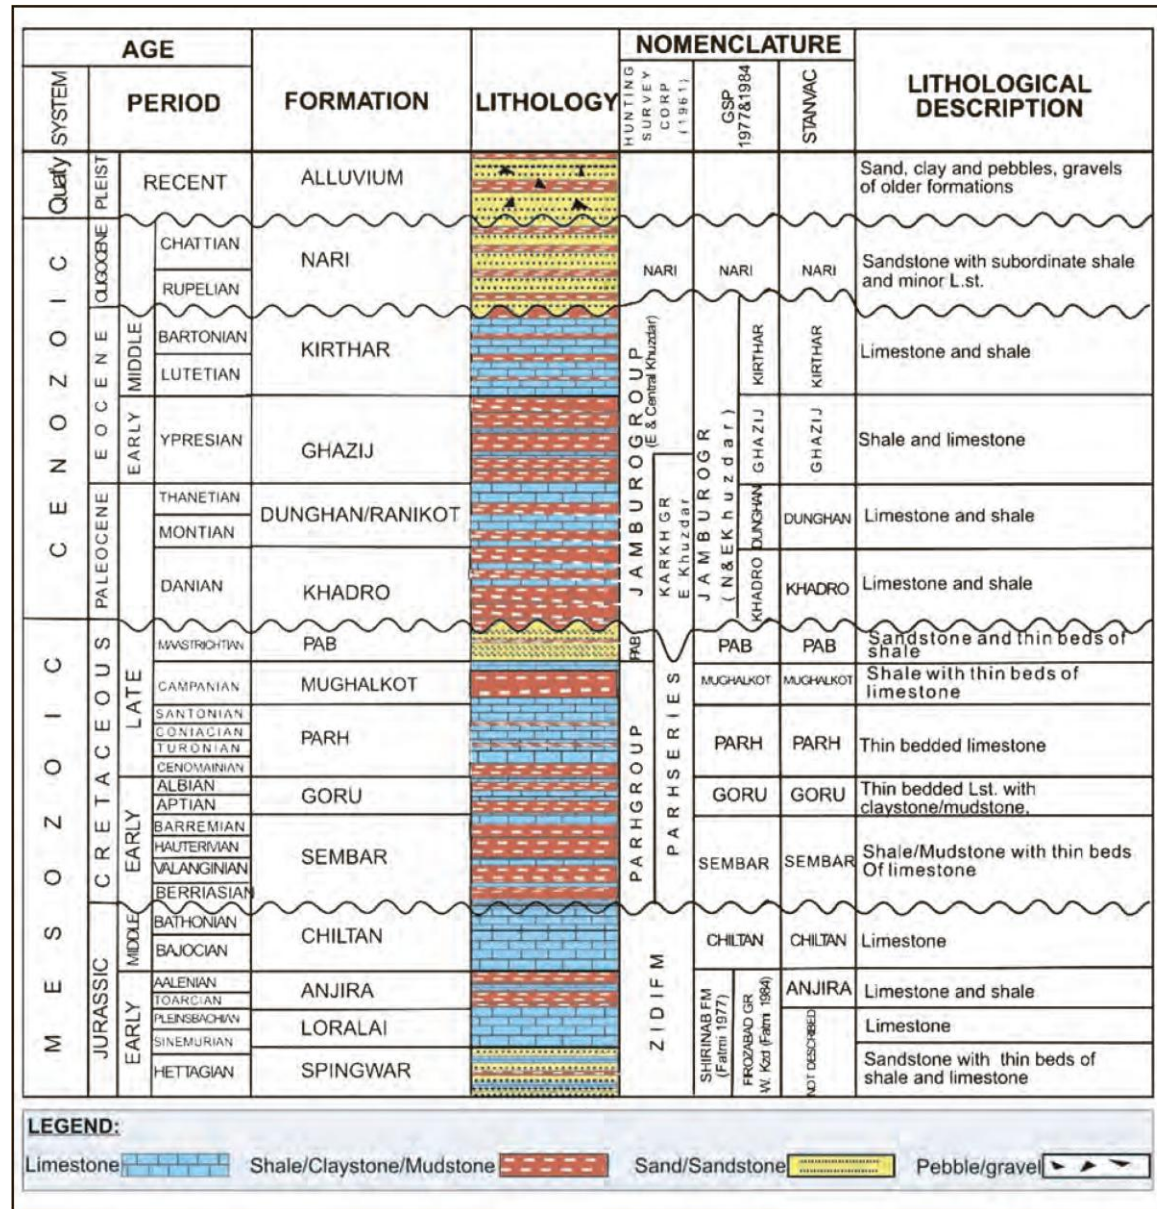 AGE
SYSTEM
PERIOD
FORMATION
LITHOLOGY
NOMENCLATURE
HUNTING
SURVEY
CORP
(1961)
GSP
1977&1984
STANVAC
LITHOLOGICAL
DESCRIPTION
PLEIST
RECENT
ALLUVIUM
Sand, clay and pebbles, gravels
of older formations
CENOZOIC
CHATTIAN
RUPELIAN
NARI
NARI
NARI
NARI
Sandstone with subordinate shale
and minor L.st.
EOCENE
MIDDLE
BARTONIAN
LUTETIAN
KIRTHAR
JAMBUROGROUP
(E & Central Khuzdar)
JAMBUROGR
(N&EKhuzdar)
KIRTHAR
KIRTHAR
Limestone and shale
EARLY
YPRESIAN
GHAZIJ
GHAZIJ
GHAZIJ
Shale and limestone
PALEOCENE
THANETIAN
MONTIAN
DUNGHAN/RANIKOT
KARKH GR
E Khuzdar
DUNGHAN
DUNGHAN
Limestone and shale
DANIAN
KHADRO
KHADRO
KHADRO
Limestone and shale
MESOZOIC
CRETACEOUS
LATE
MAASTRICHTIAN
PAB
PAB
PAB
PAB
Sandstone and thin beds of
shale
CAMPANIAN
MUGHALKOT
PARHGROUP
PARHSERIES
MUGHALKOT
MUGHALKOT
Shale with thin beds of
limestone
SANTONIAN
CONIACIAN
TURONIAN
CENOMAINIAN
PARH
PARH
PARH
Thin bedded limestone
EARLY
ALBIAN
APTIAN
GORU
GORU
GORU
Thin bedded Lst. with
claystone/mudstone,
BARREMIAN
HAUTERIVIAN
VALANGINIAN
BERRIASIAN
SEMBAR
SEMBAR
SEMBAR
Shale/Mudstone with thin beds
Of limestone
JURASSIC
MIDDLE
BATHONIAN
BAJOCIAN
CHILTAN
ZIDIFM
CHILTAN
CHILTAN
Limestone
EARLY
AALENIAN
TOARCIAN
ANJIRA
SHIRINAB FM
(Fatmi 1977)
FROZABAD GR
W. Kzd (Fatmi 1984)
ANJIRA
Limestone and shale
PLEINSBACHIAN
SINEMURIAN
LORALAI
NOT DESCRIBED
Limestone
HETTAGIAN
SPINGWAR
Sandstone with thin beds of
shale and limestone
LEGEND:
Limestone
Shale/Claystone/Mudstone
Sand/Sandstone
Pebble/gravel